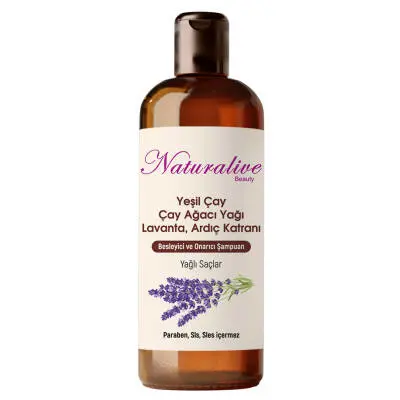 Naturalive
Beauty
Yeşil Çay
Çay Ağacı Yağı
Lavanta, Ardıç Katranı
Besleyici ve Onarıcı Şampuan
Yağlı Saçlar
Paraben, Sls, Sles içermez